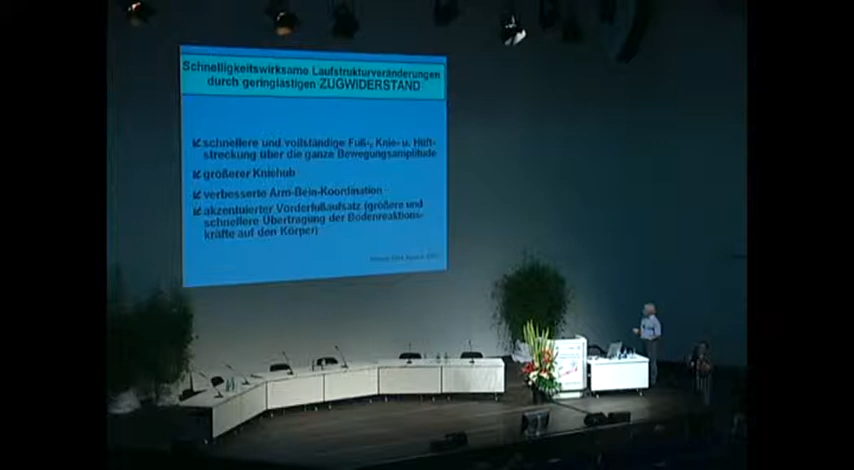 Schnelligkeitswirksame Laufstrukturveränderungen
durch geringlastigen ZUGWIDERSTAND
schnellere und vollständige Fuß-, Knie- u. Hüft-
streckung über die ganze Bewegungsamplitude
größerer Kniehub
verbesserte Arm-Bein-Koordination
akzentuierter Vorderfußaufsatz (größere und
schnellere Übertragung der Bodenreaktions-
kräfte auf den Körper)